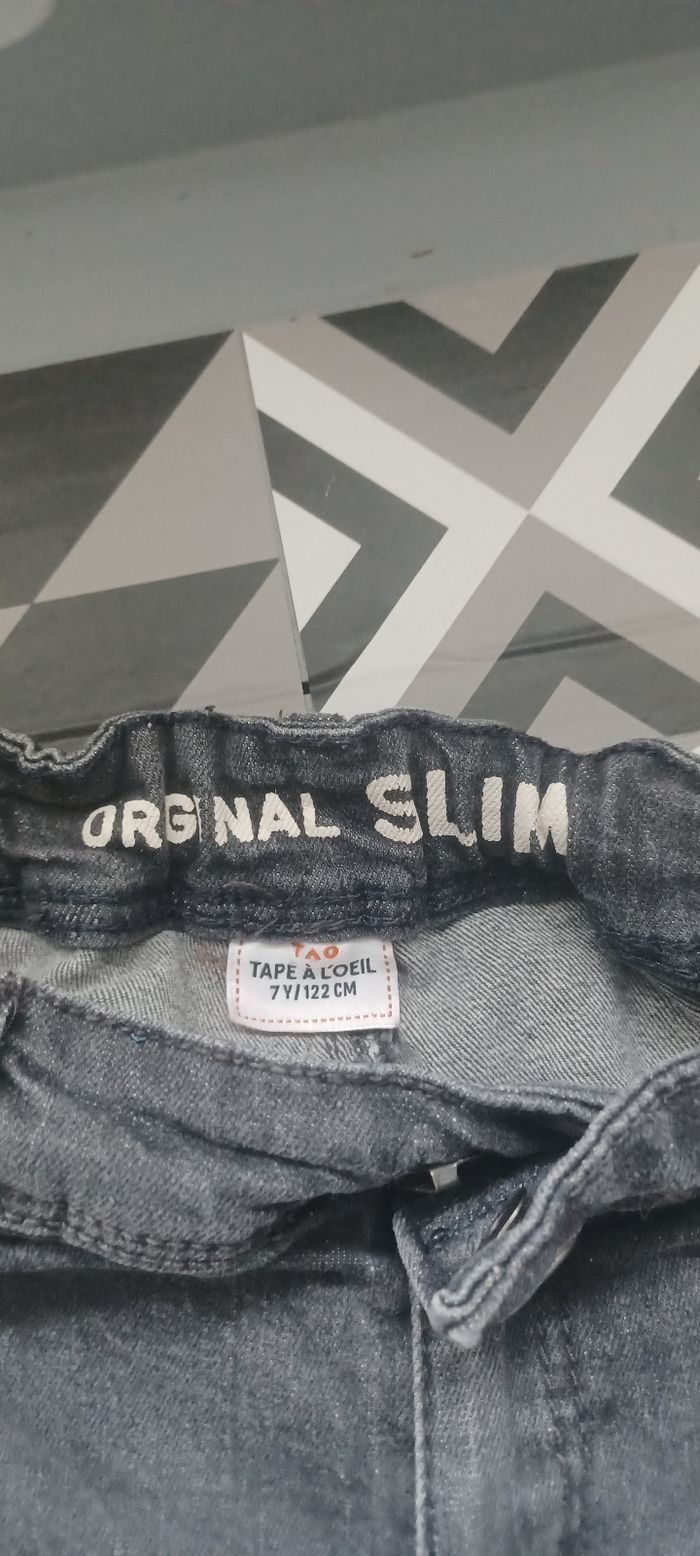 ORGINAL SLIM
TAO
TAPE À L'OEIL
7Y/122 CM